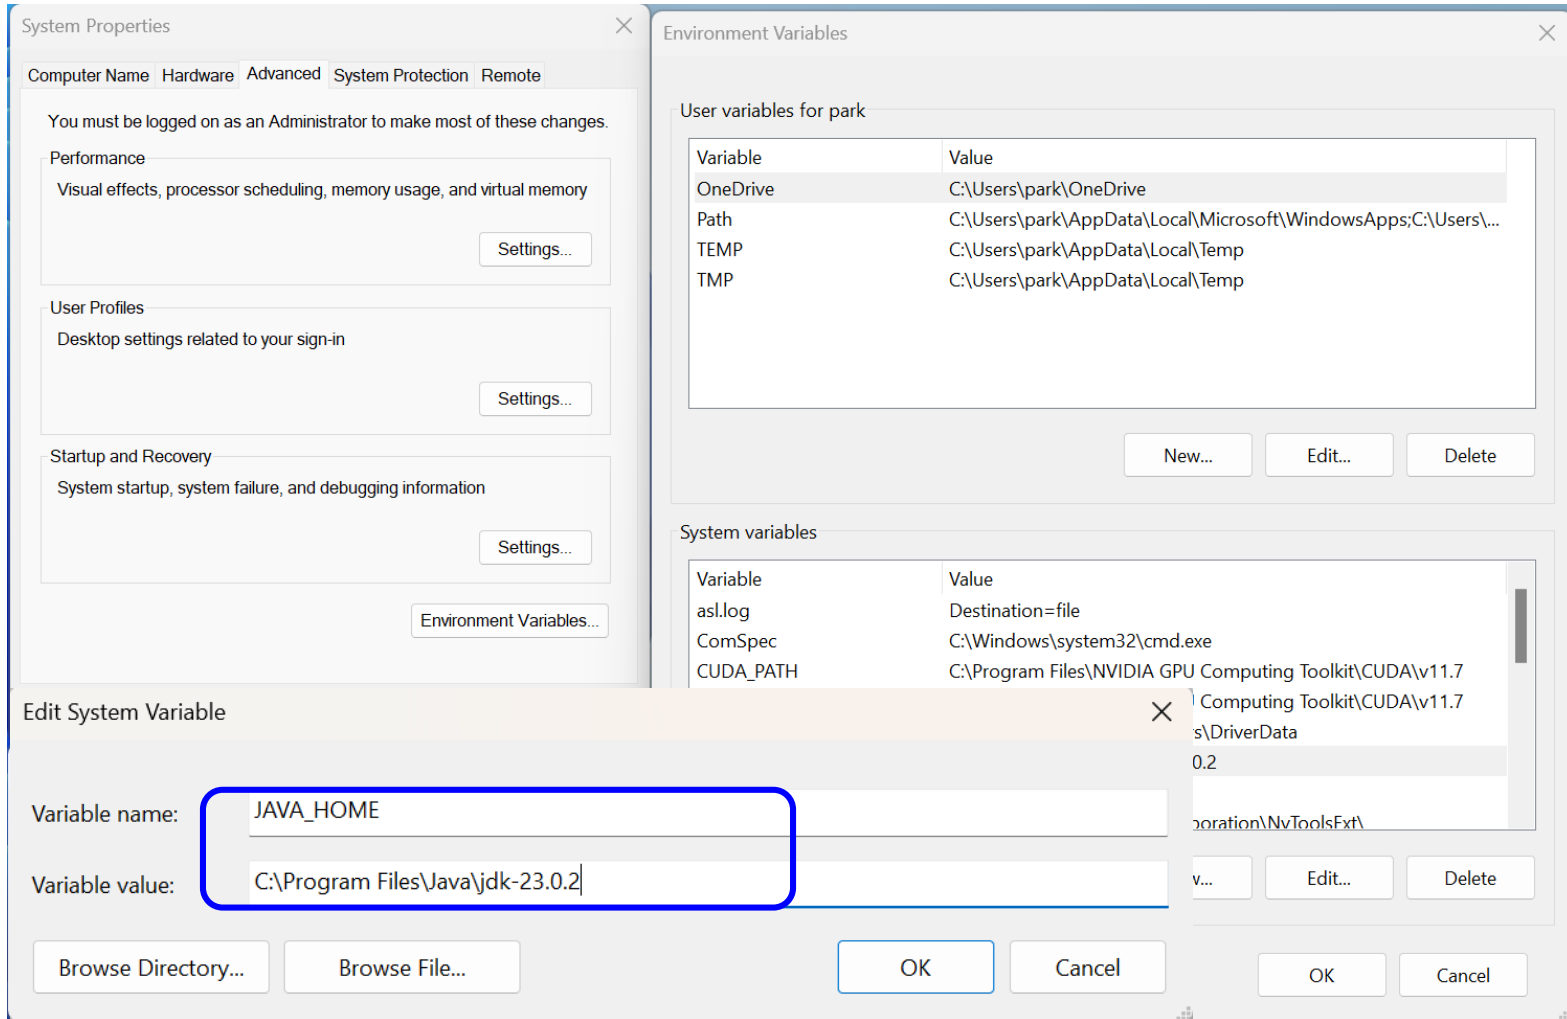 System Properties
Computer Name Hardware Advanced System Protection Remote
You must be logged on as an Administrator to make most of these changes.
Performance
Visual effects, processor scheduling, memory usage, and virtual memory
Settings...
User Profiles
Desktop settings related to your sign-in
Settings...
Startup and Recovery
System startup, system failure, and debugging information
Settings...
Environment Variables...
Environment Variables
User variables for park
Variable Value
OneDrive C:\Users\park\OneDrive
Path C:\Users\park\AppData\Local\Microsoft\WindowsApps;C:\Users\...
TEMP C:\Users\park\AppData\Local\Temp
TMP C:\Users\park\AppData\Local\Temp
New... Edit... Delete
System variables
Variable Value
asl.log Destination=file
ComSpec C:\Windows\system32\cmd.exe
CUDA_PATH C:\Program Files\NVIDIA GPU Computing Toolkit\CUDA\v11.7
Computing Toolkit\CUDA\v11.7
s\DriverData
0.2
poration\NvToolsExt\
w... Edit... Delete
OK Cancel
Edit System Variable
Variable name: JAVA_HOME
Variable value: C:\Program Files\Java\jdk-23.0.2
Browse Directory... Browse File... OK Cancel